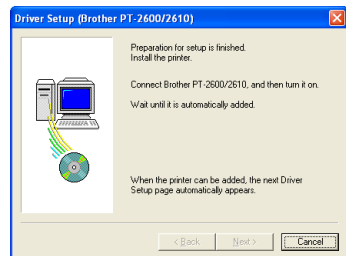 Driver Setup (Brother PT-2600/2610)
Preparation for setup is finished.
Install the printer.
Connect Brother PT-2600/2610, and then turn it on.
Wait until it is automatically added.
When the printer can be added, the next Driver
Setup page automatically appears.
< Back
Next >
Cancel